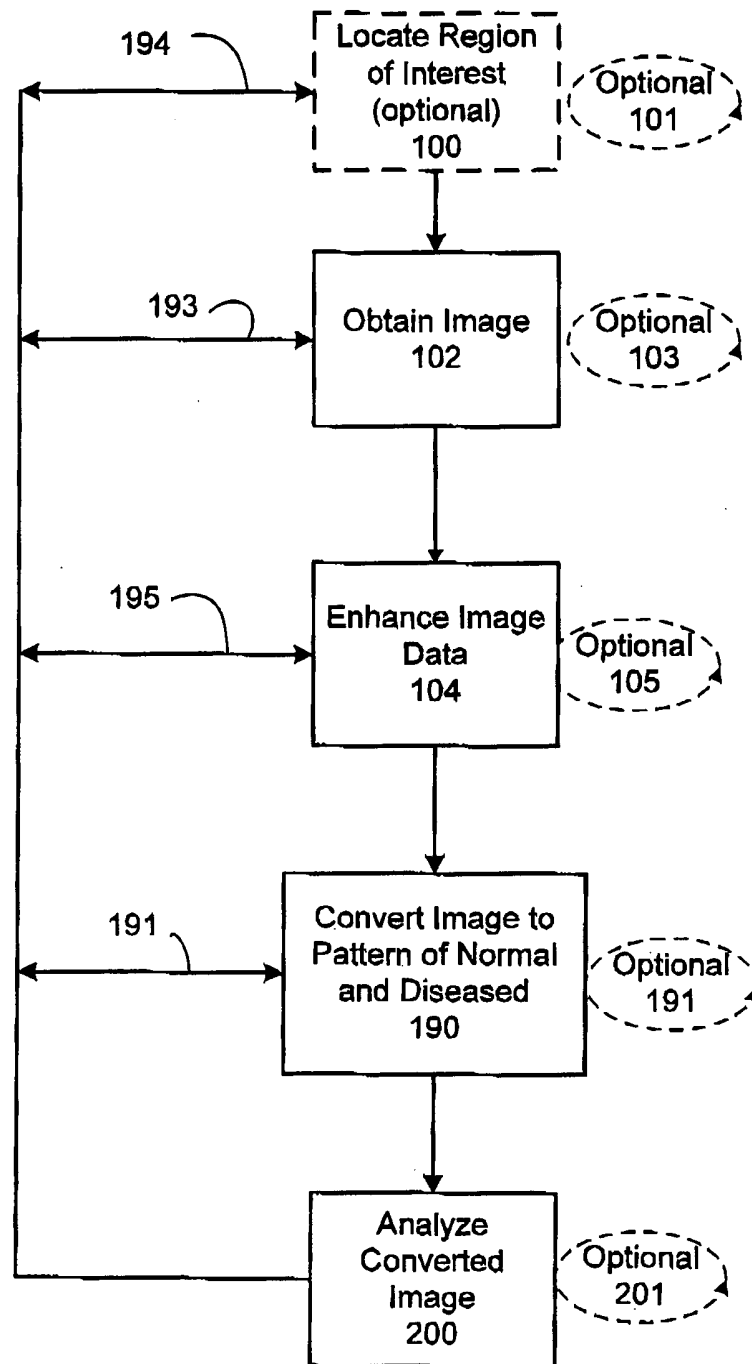 194
Locate Region
of Interest
(optional)
100
Optional
101
193
Obtain Image
102
Optional
103
195
Enhance Image
Data
104
Optional
105
191
Convert Image to
Pattern of Normal
and Diseased
190
Optional
191
Analyze
Converted
Image
200
Optional
201